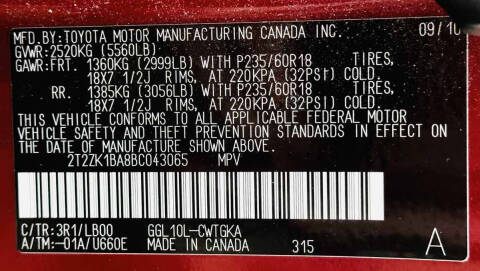 MFD.BY:TOYOTA MOTOR MANUFACTURING CANADA INC. 09/10
GVWR:2520KG (5560LB)
GAWR:FRT. 1360KG (2999LB) WITH P235/60R18 TIRES,
18X7 1/2J RIMS, AT 220KPA (32PSI) COLD.
RR. 1385KG (3056LB) WITH P235/60R18 TIRES,
18X7 1/2J RIMS, AT 220KPA (32PSI) COLD.
THIS VEHICLE CONFORMS TO ALL APPLICABLE FEDERAL MOTOR
VEHICLE SAFETY AND THEFT PREVENTION STANDARDS IN EFFECT ON
THE DATE OF MANUFACTURE SHOWN ABOVE.
2T2ZK1BA8BC043065 MPV
C/TR:3R1/LB00 GGL10L-CWTGKA
A/TM:-01A/U660E MADE IN CANADA 315 A